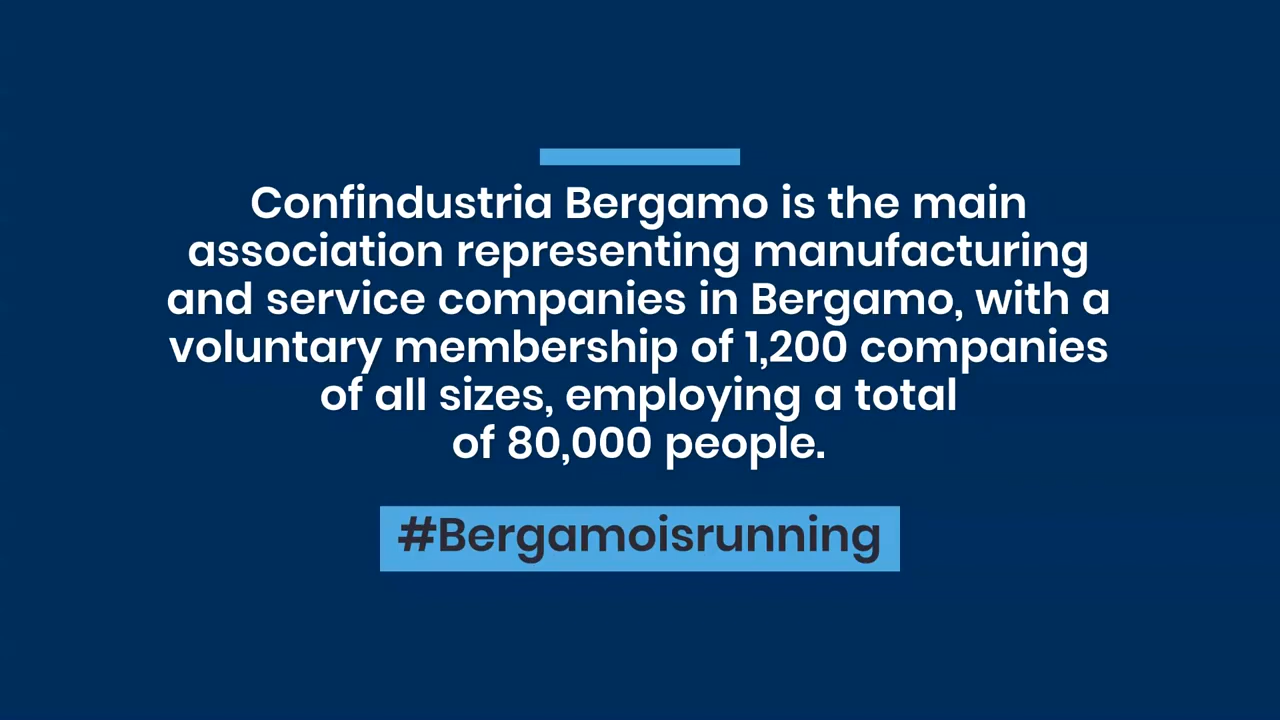 Confindustria Bergamo is the main
association representing manufacturing
and service companies in Bergamo, with a
voluntary membership of 1,200 companies
of all sizes, employing a total
of 80,000 people.
#Bergamoisrunning